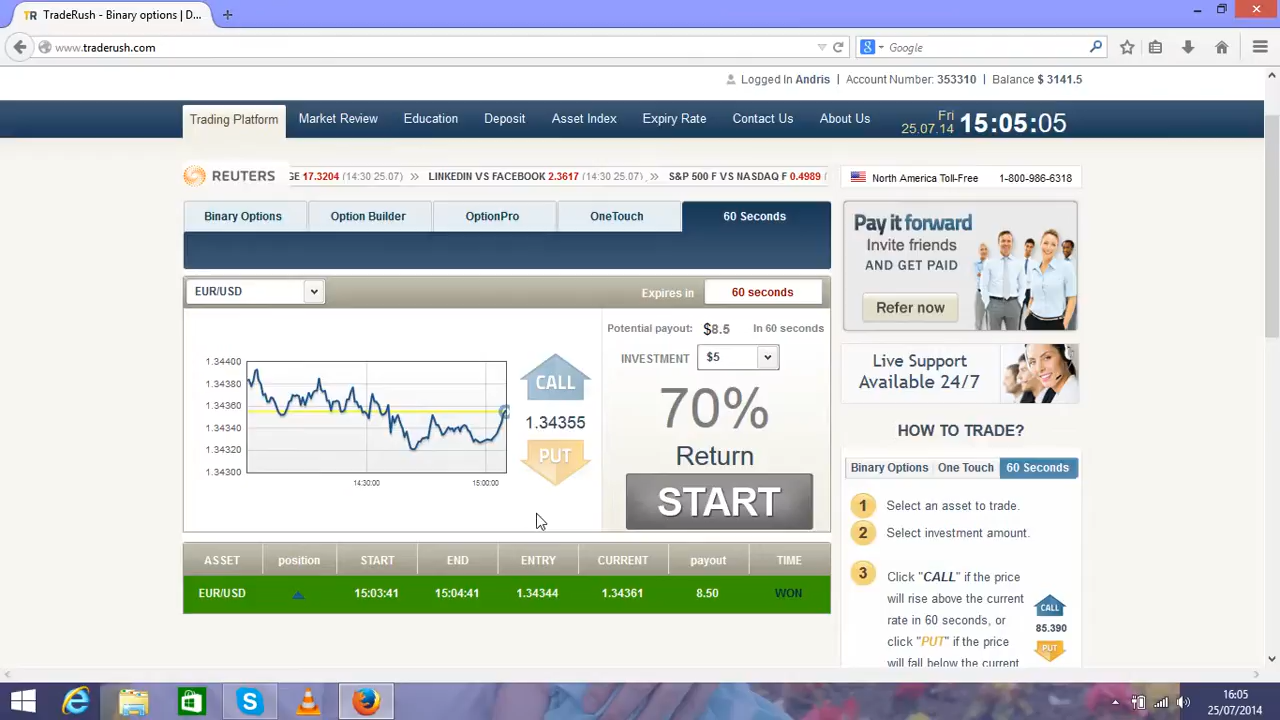 TR TradeRush - Binary options | D...
www.traderush.com
Google
Logged In Andris | Account Number: 353310 | Balance $ 3141.5
Trading Platform Market Review Education Deposit Asset Index Expiry Rate Contact Us About Us
Fri 25.07.14 15:05:05
REUTERS GE 17.3204 (14:30 25.07) >> LINKEDIN VS FACEBOOK 2.3617 (14:30 25.07) >> S&P 500 F VS NASDAQ F 0.4989 (
North America Toll-Free 1-800-986-6318
Binary Options Option Builder OptionPro OneTouch 60 Seconds
EUR/USD Expires in 60 seconds
Potential payout: $8.5 In 60 seconds
INVESTMENT $5
1.34400
1.34380
1.34360
1.34340
1.34320
1.34300
14:30:00 15:00:00
CALL
1.34355
PUT
70%
Return
START
ASSET position START END ENTRY CURRENT payout TIME
EUR/USD 15:03:41 15:04:41 1.34344 1.34361 8.50 WON
Pay it forward
Invite friends
AND GET PAID
Refer now
Live Support
Available 24/7
HOW TO TRADE?
Binary Options One Touch 60 Seconds
1 Select an asset to trade.
2 Select investment amount.
3 Click "CALL" if the price
will rise above the current
rate in 60 seconds, or
click "PUT" if the price
will fall below the current
CALL
85.390
PUT
16:05
25/07/2014